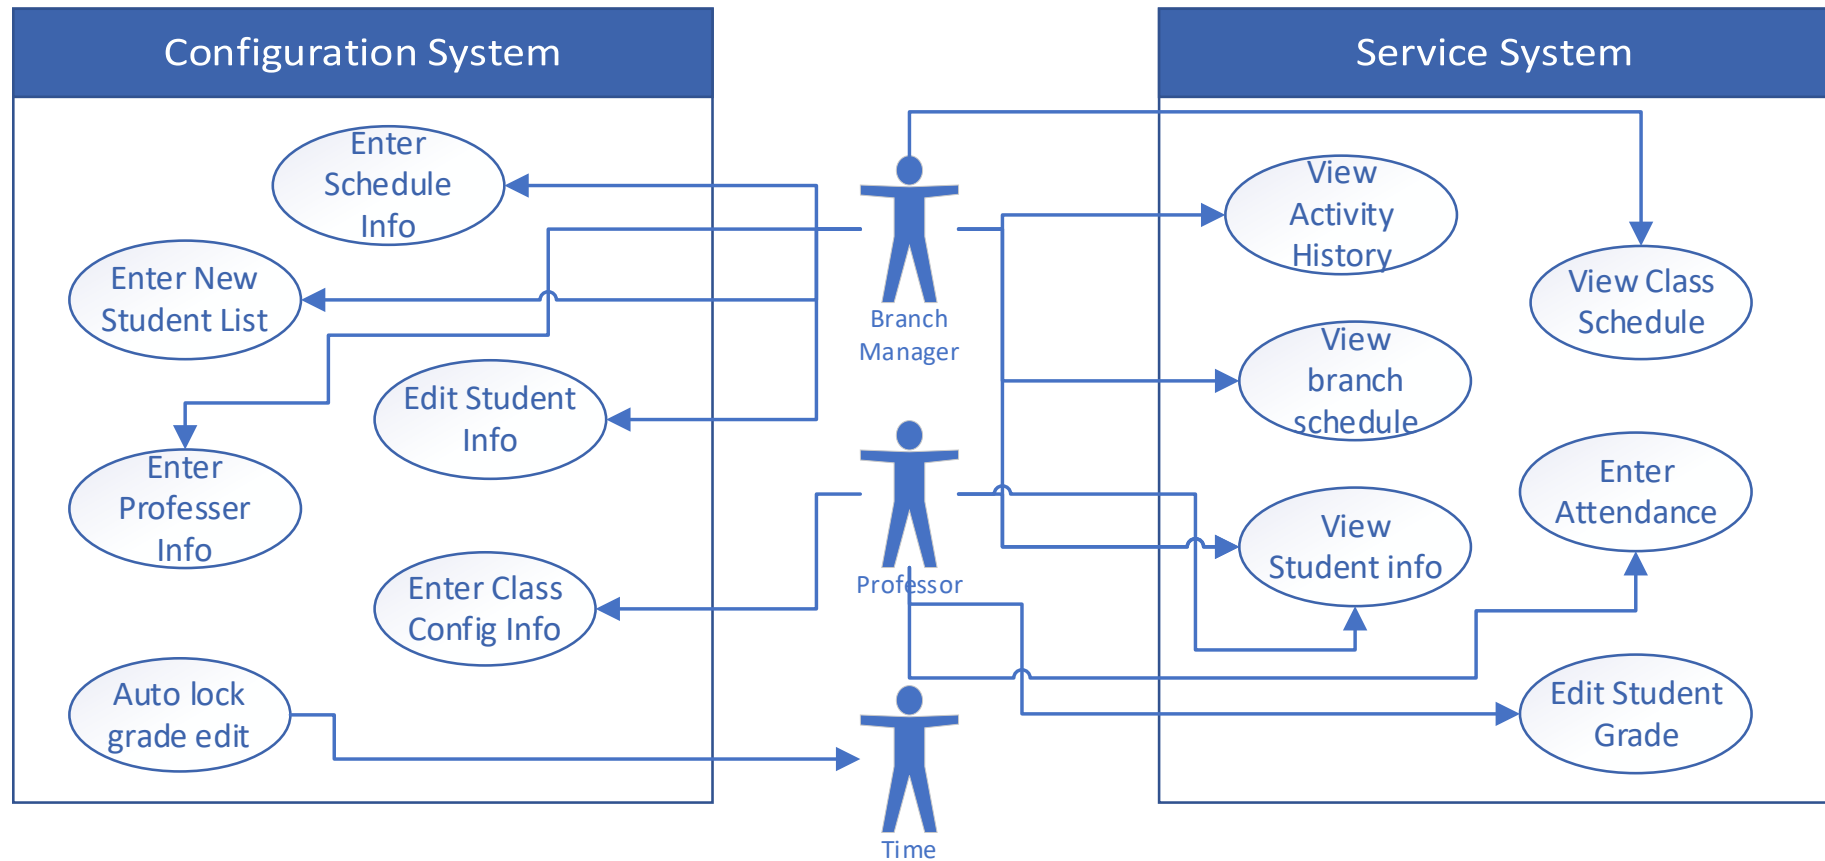 Configuration System
Service System
Enter
Schedule
Info
Enter New
Student List
Edit Student
Info
Enter
Professer
Info
Enter Class
Config Info
Auto lock
grade edit
Branch
Manager
Professor
Time
View
Activity
History
View Class
Schedule
View
branch
schedule
Enter
Attendance
View
Student info
Edit Student
Grade